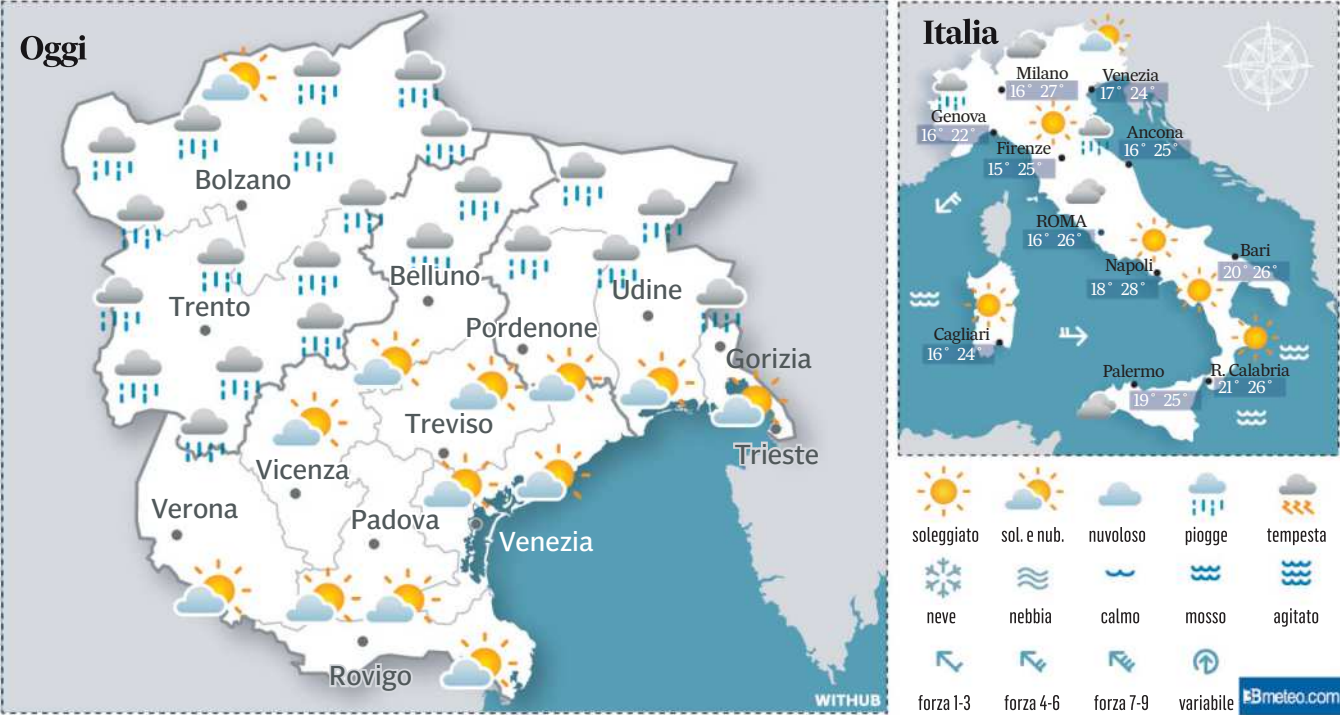 Oggi
Bolzano
Trento
Belluno
Udine
Pordenone
Gorizia
Treviso
Trieste
Vicenza
Verona
Padova
Venezia
Rovigo
WITHUB
Italia
Milano
16° 27°
Venezia
17° 24°
Genova
16° 22°
Firenze
15° 25°
Ancona
16° 25°
ROMA
16° 26°
Bari
20° 26°
Napoli
18° 28°
Cagliari
16° 24°
Palermo
19° 25°
R. Calabria
21° 26°
soleggiato
sol. e nub.
nuvoloso
piogge
tempesta
neve
nebbia
calmo
mosso
agitato
forza 1-3
forza 4-6
forza 7-9
variabile
3Bmeteo.com